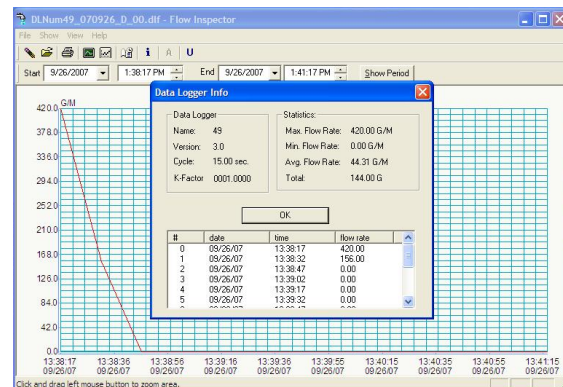 DLNum49_070926_D_00.dlf - Flow Inspector
File Show View Help
i A U
Start 9/26/2007 1:38:17 PM End 9/26/2007 1:41:17 PM Show Period
Data Logger Info
Data Logger
Name: 49
Version: 3.0
Cycle: 15.00 sec.
K-Factor 0001.0000
Statistics:
Max. Flow Rate: 420.00 G/M
Min. Flow Rate: 0.00 G/M
Avg. Flow Rate: 44.31 G/M
Total: 144.00 G
OK
# date time flow rate
0 09/26/07 13:38:17 420.00
1 09/26/07 13:38:32 156.00
2 09/26/07 13:38:47 0.00
3 09/26/07 13:39:02 0.00
4 09/26/07 13:39:17 0.00
5 09/26/07 13:39:32 0.00
G/M
420.0
378.0
336.0
294.0
252.0
210.0
168.0
126.0
84.0
42.0
0.0
13:38:17 13:38:36 13:38:56 13:39:16 13:39:36 13:39:55 13:40:15 13:40:35 13:40:55 13:41:15
09/26/07 09/26/07 09/26/07 09/26/07 09/26/07 09/26/07 09/26/07 09/26/07 09/26/07 09/26/07
Click and drag left mouse button to zoom area.